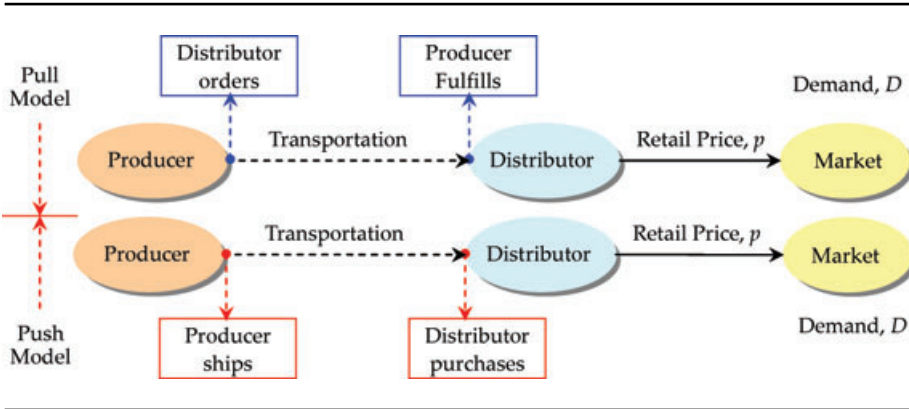 Pull
Model
Distributor
orders
Producer
Fulfills
Demand, D
Producer
Transportation
Distributor
Retail Price, p
Market
Producer
Transportation
Distributor
Retail Price, p
Market
Push
Model
Producer
ships
Distributor
purchases
Demand, D